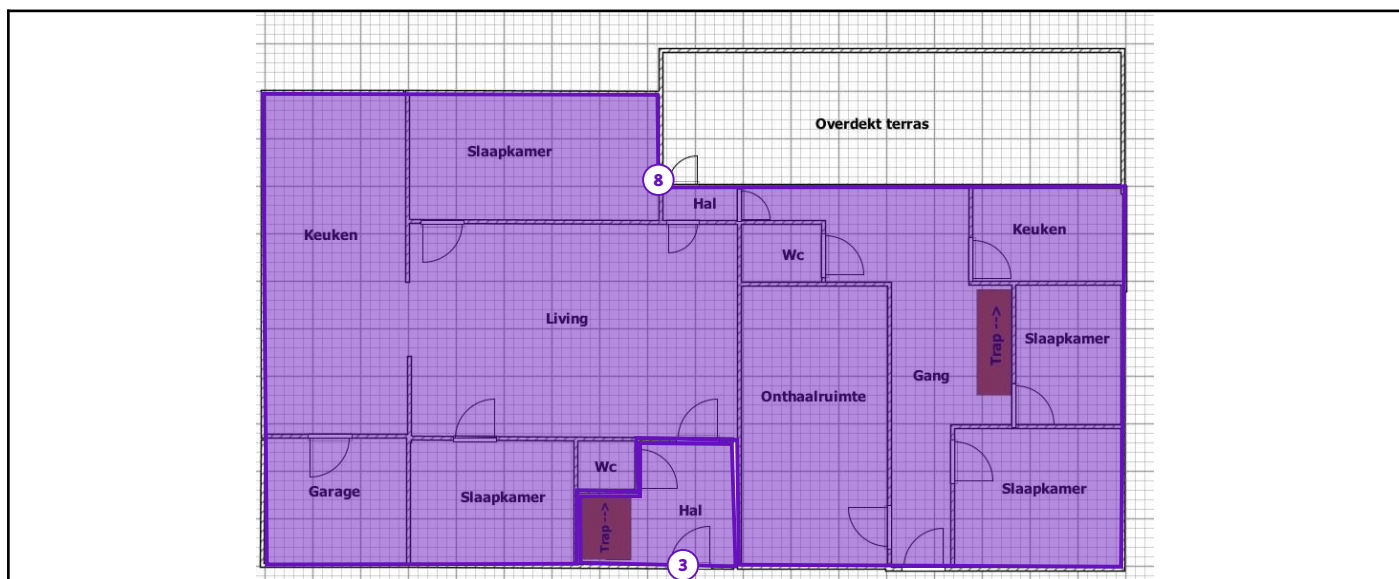 Overdekt terras
Slaapkamer
8
Hal
Keuken
Keuken
Wc
Living
Trap -->
Slaapkamer
Gang
Onthaalruimte
Wc
Garage
Slaapkamer
Slaapkamer
Hal
Trap -->
3